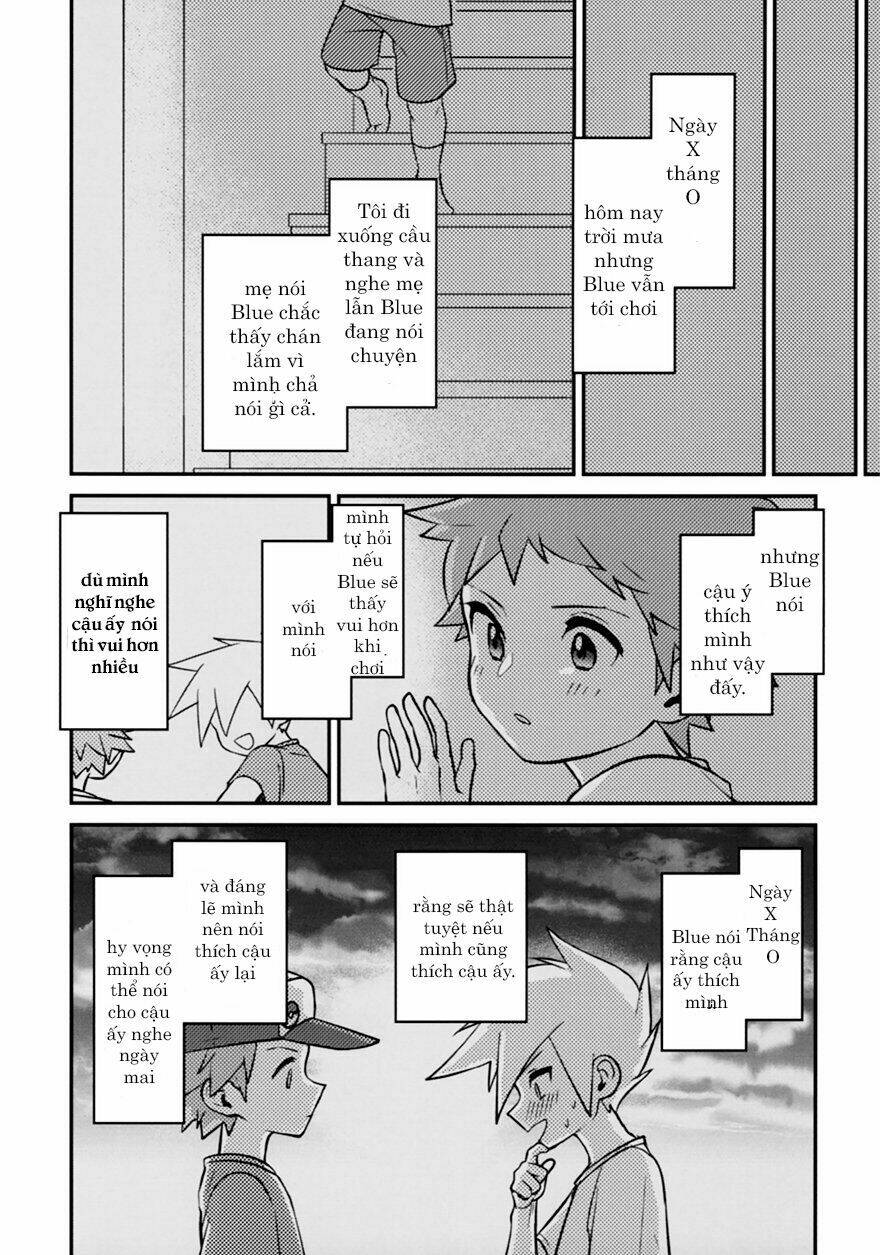 Ngày
X
tháng
O
hôm nay
trời mưa
nhưng
Blue vẫn
tới chơi
Tôi đi
xuống cầu
thang và
nghe mẹ
lẫn Blue
đang nói
chuyện
mẹ nói
Blue chắc
thấy chán
lắm vì
mình chả
nói gì cả.
nhưng
Blue
nói
cậu ý
thích
mình
như vậy
đấy.
mình
tự hỏi
nếu
Blue sẽ
thấy
vui hơn
khi
chơi
với
mình
nói
dù mình
nghĩ nghe
cậu ấy nói
thì vui hơn
nhiều
Ngày
X
Tháng
O
Blue nói
rằng cậu
ấy thích
mình
rằng sẽ thật
tuyệt nếu
mình cũng
thích cậu ấy.
và đáng
lẽ mình
nên nói
thích cậu
ấy lại
hy vọng
mình có
thể nói
cho cậu
ấy nghe
ngày
mai